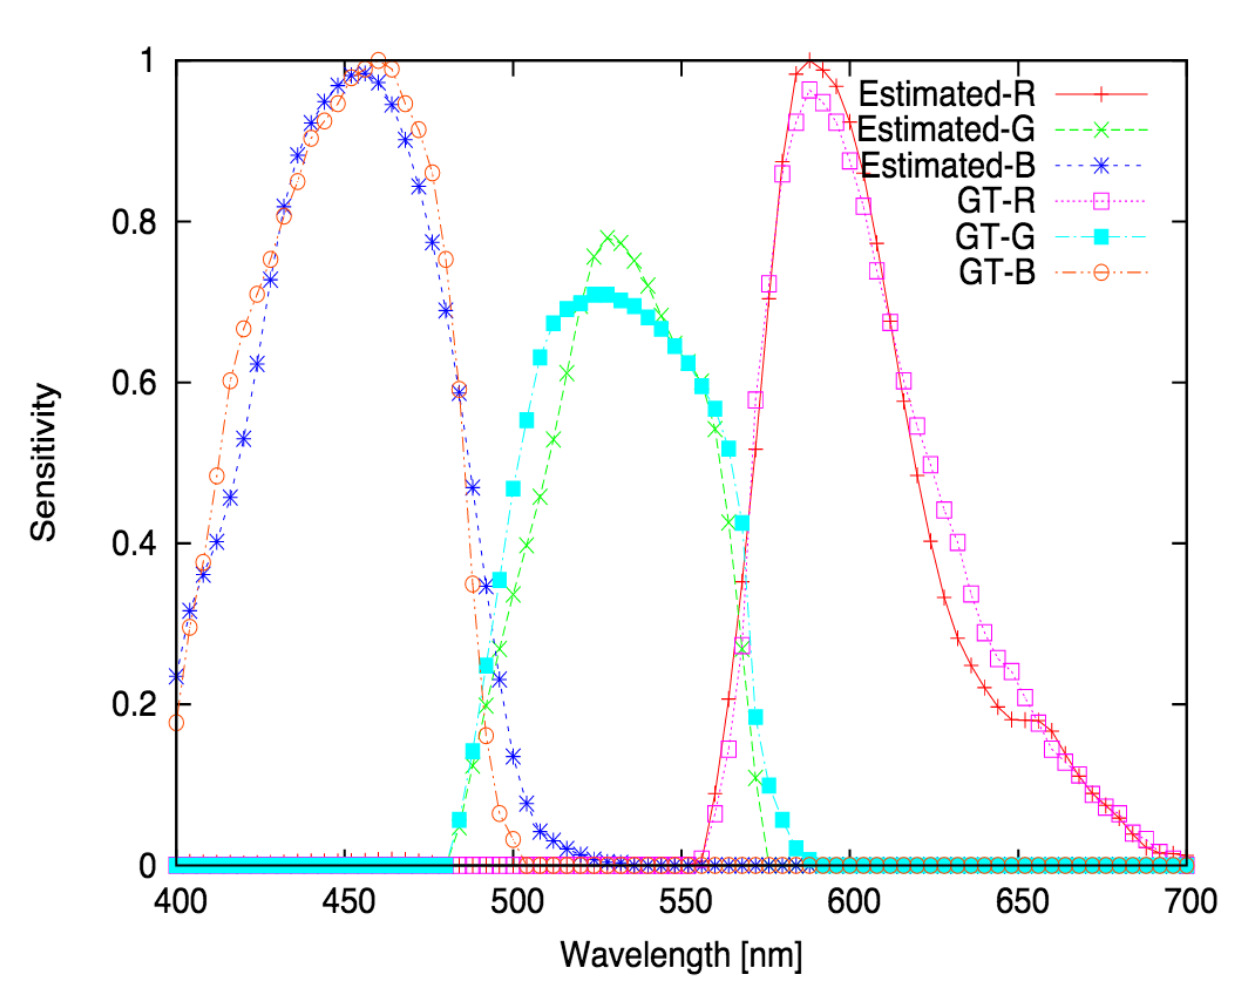 1
0.8
0.6
0.4
0.2
0
Sensitivity
Estimated-R
Estimated-G
Estimated-B
GT-R
GT-G
GT-B
400 450 500 550 600 650 700
Wavelength [nm]